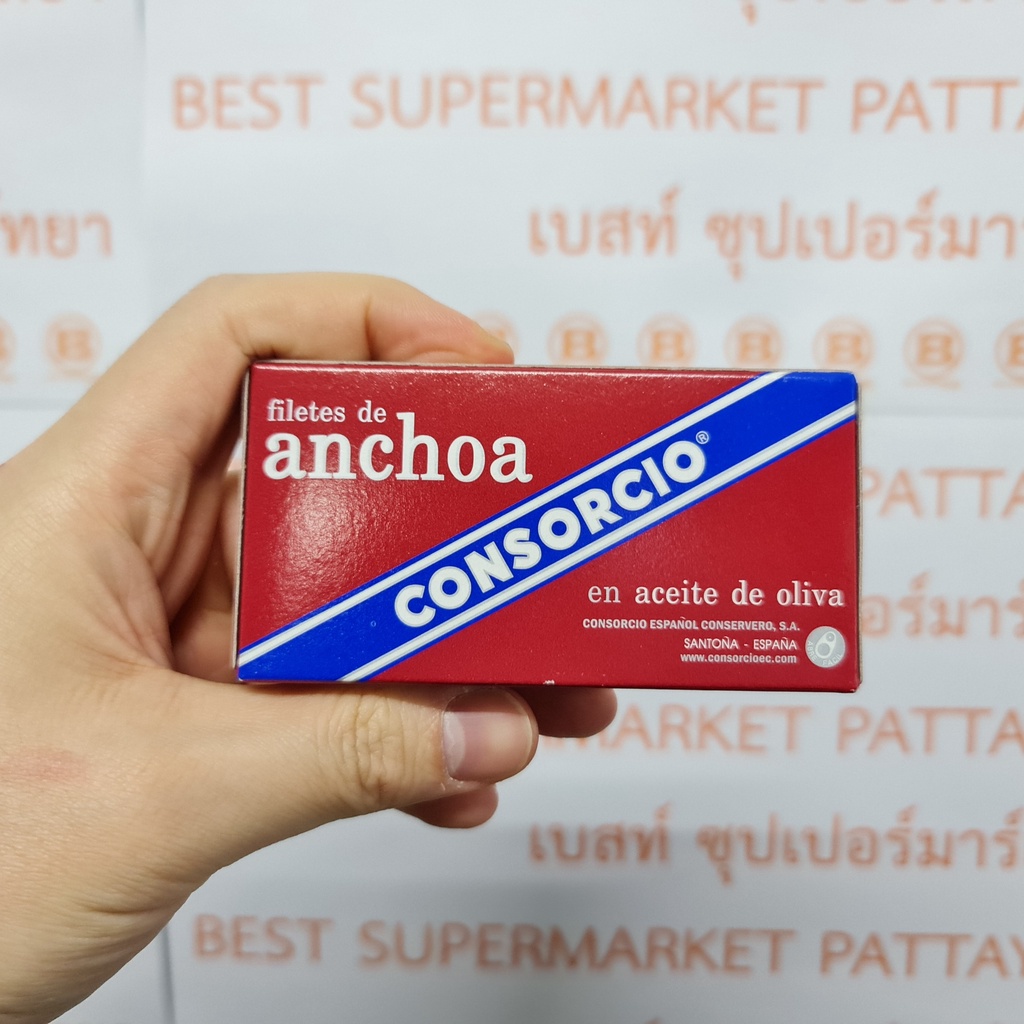 BEST SUPERMARKET PATTA
เบสท์ ซุปเปอร์มาร์
ัทยา
B B B B B B B
filetes de
anchoa
CONSORCIO®
PATTA
en aceite de oliva
CONSORCIO ESPAÑOL CONSERVERO, S.A.
SANTOÑA - ESPAÑA
www.consorcioec.com
อร์มาร์
MARKET PATTA
เบสท์ ซุปเปอร์มาร์
BEST SUPERMARKET PATTAY